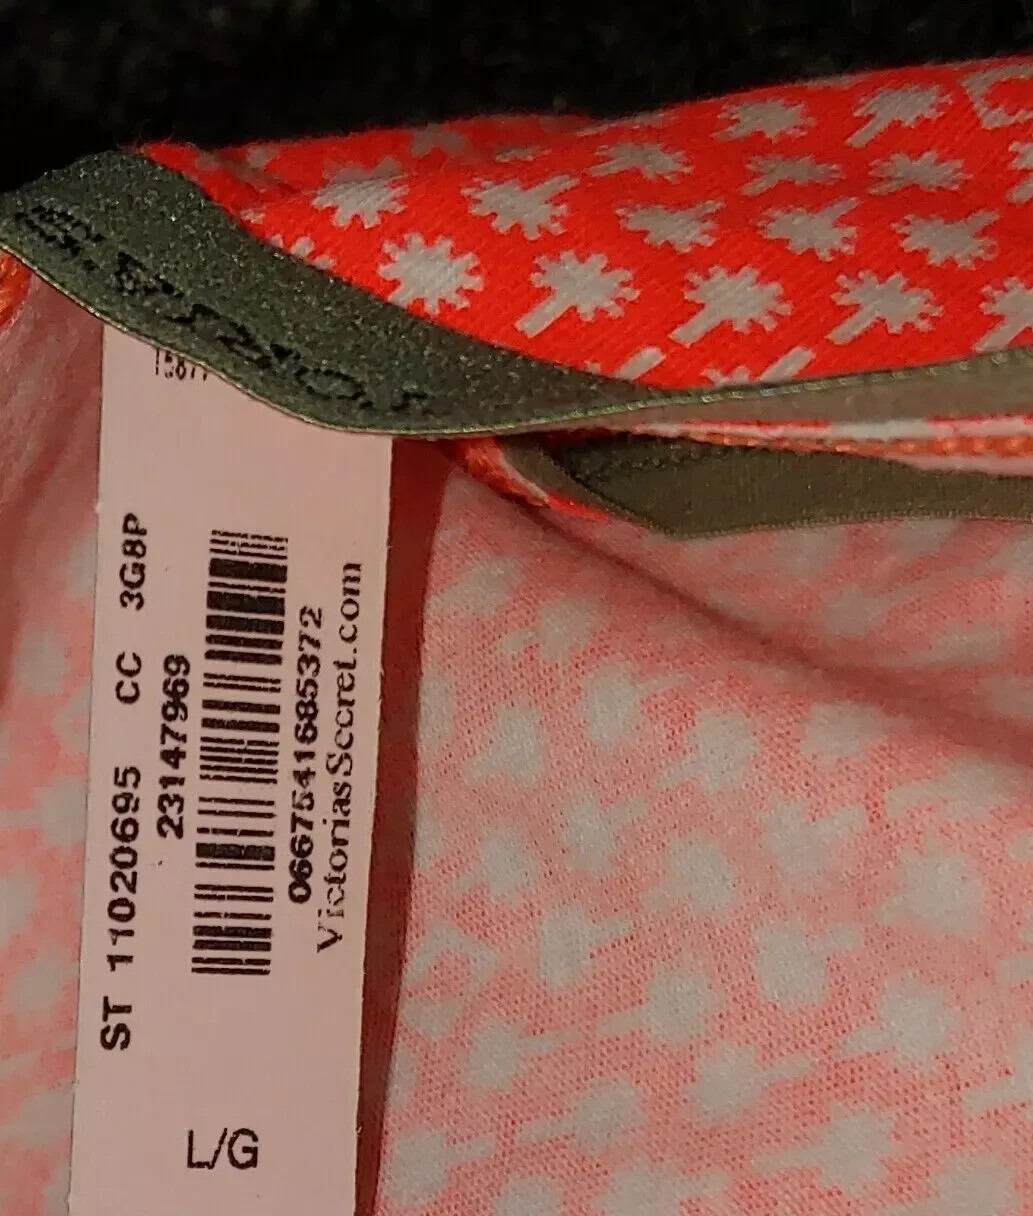 ST 11020695 CC 3G8P
23147969
0667541685372
VictoriasSecret.com
L/G